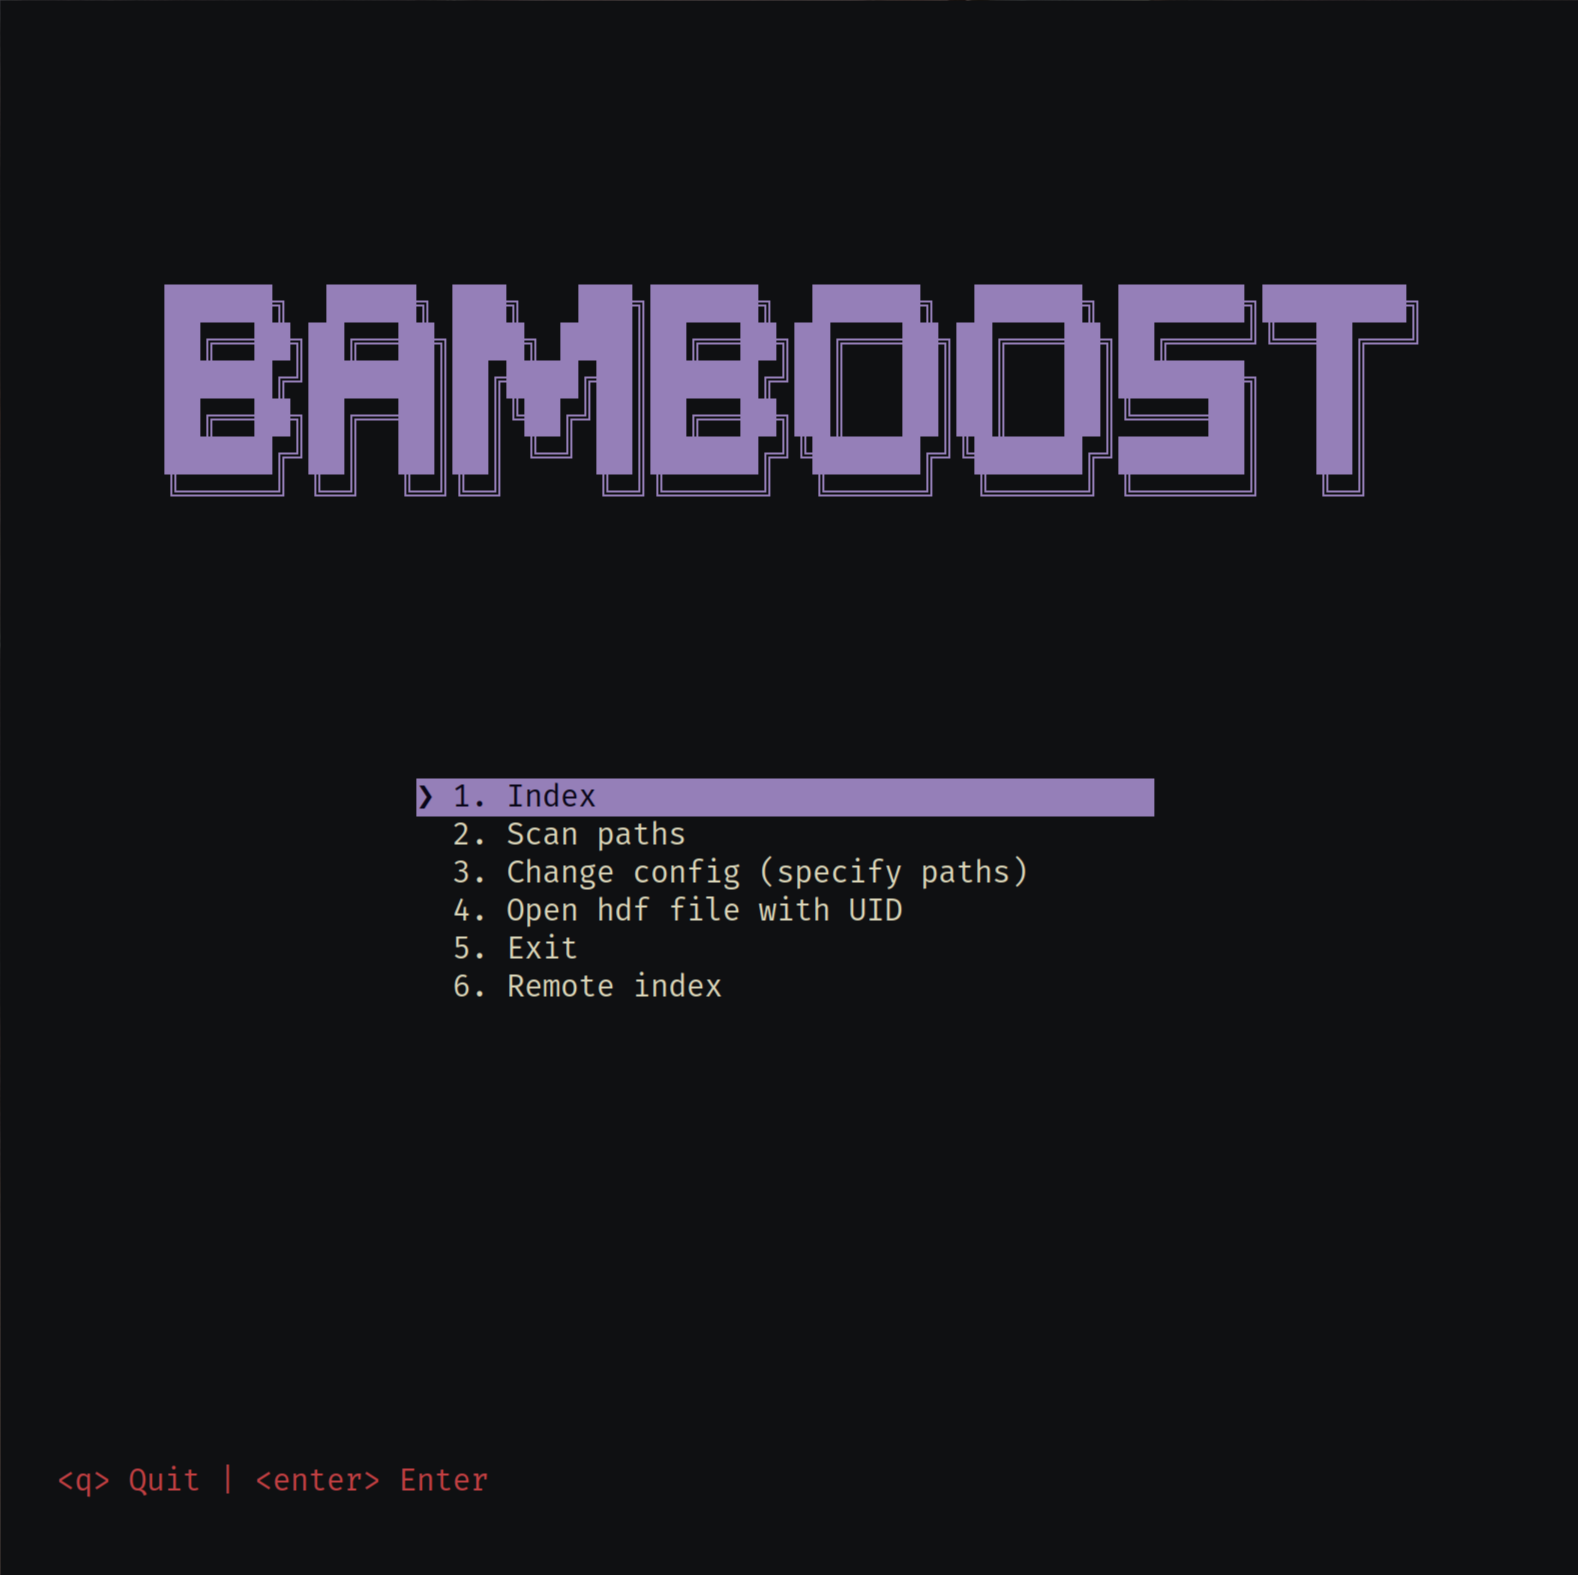 BAMBOOST
❯ 1. Index
2. Scan paths
3. Change config (specify paths)
4. Open hdf file with UID
5. Exit
6. Remote index
<q> Quit | <enter> Enter